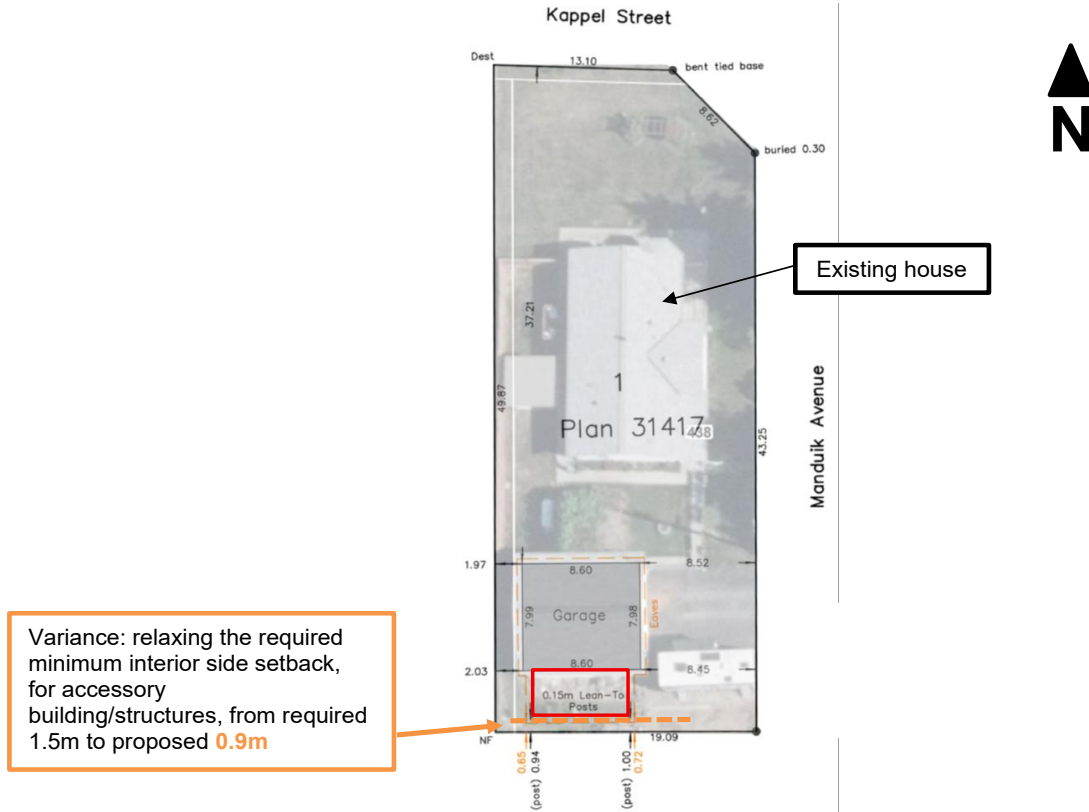 Kappel Street
Dest
13.10
bent tied base
N
8.62
buried 0.30
Existing house
37.21
1
49.87
Plan 31417
438
43.25
Manduik Avenue
1.97
8.60
8.52
7.99
Garage
7.98
Eaves
Variance: relaxing the required
minimum interior side setback,
for accessory
building/structures, from required
1.5m to proposed 0.9m
2.03
8.60
8.45
0.15m Lean-To
Posts
NF
19.09
0.65
(post) 0.94
(post) 1.00
0.72